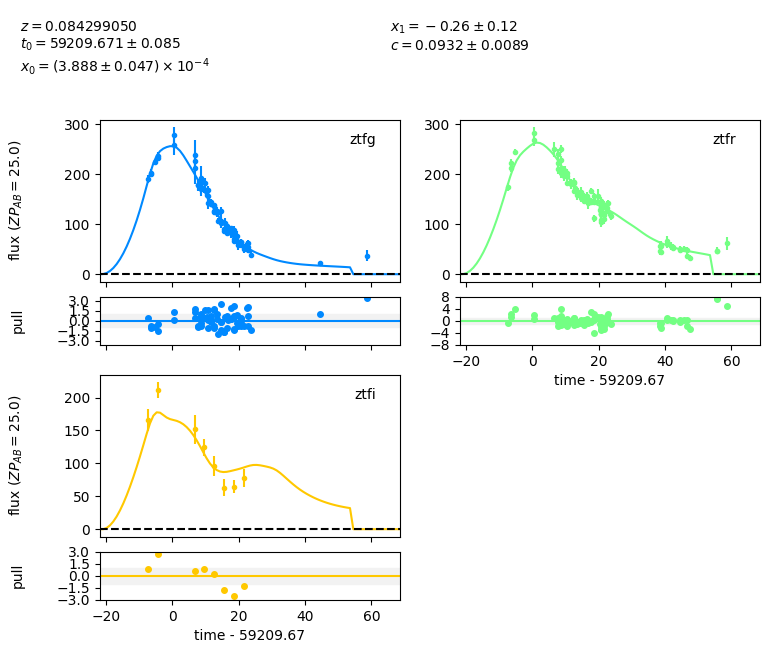 z = 0.084299050
t₀ = 59209.671 ± 0.085
x₀ = (3.888 ± 0.047) × 10⁻⁴
x₁ = −0.26 ± 0.12
c = 0.0932 ± 0.0089
300
200
100
0
flux (ZP_AB = 25.0)
ztfg
3.0
1.5
0.0
−1.5
−3.0
pull
300
200
100
0
ztfr
8
4
0
−4
−8
−20 0 20 40 60
time - 59209.67
200
150
100
50
0
flux (ZP_AB = 25.0)
ztfi
3.0
1.5
0.0
−1.5
−3.0
pull
−20 0 20 40 60
time - 59209.67